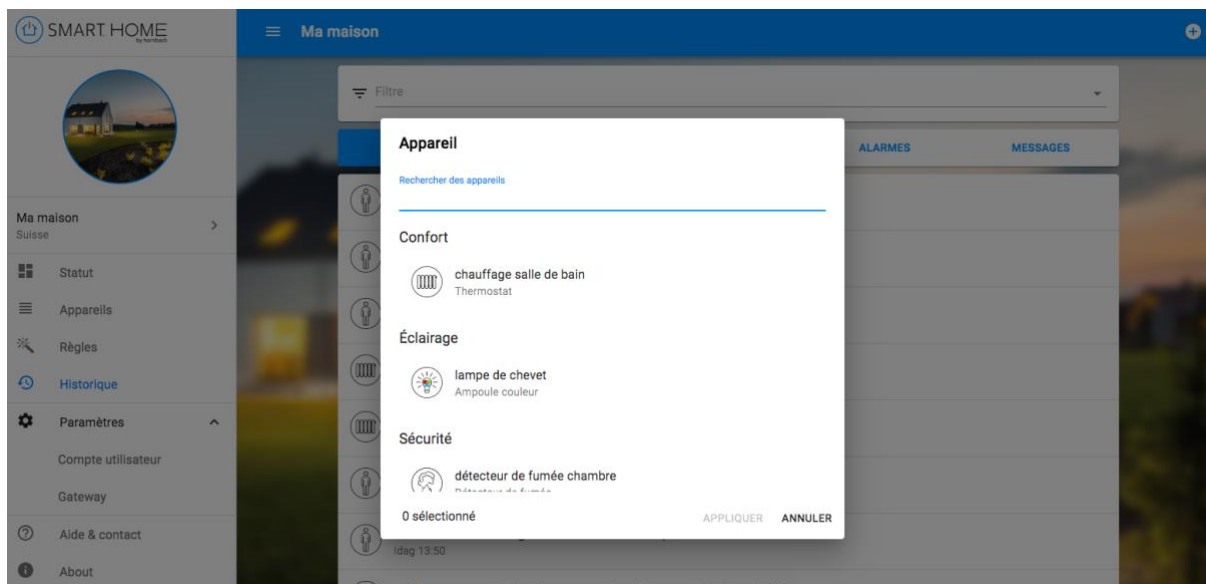 SMART HOME
by hornbach
Ma maison
Filtre
ALARMES
MESSAGES
Ma maison
Suisse
Statut
Appareils
Règles
Historique
Paramètres
Compte utilisateur
Gateway
Aide & contact
About
Appareil
Rechercher des appareils
Confort
chauffage salle de bain
Thermostat
Éclairage
lampe de chevet
Ampoule couleur
Sécurité
détecteur de fumée chambre
0 sélectionné
APPLIQUER
ANNULER
Idag 13:50